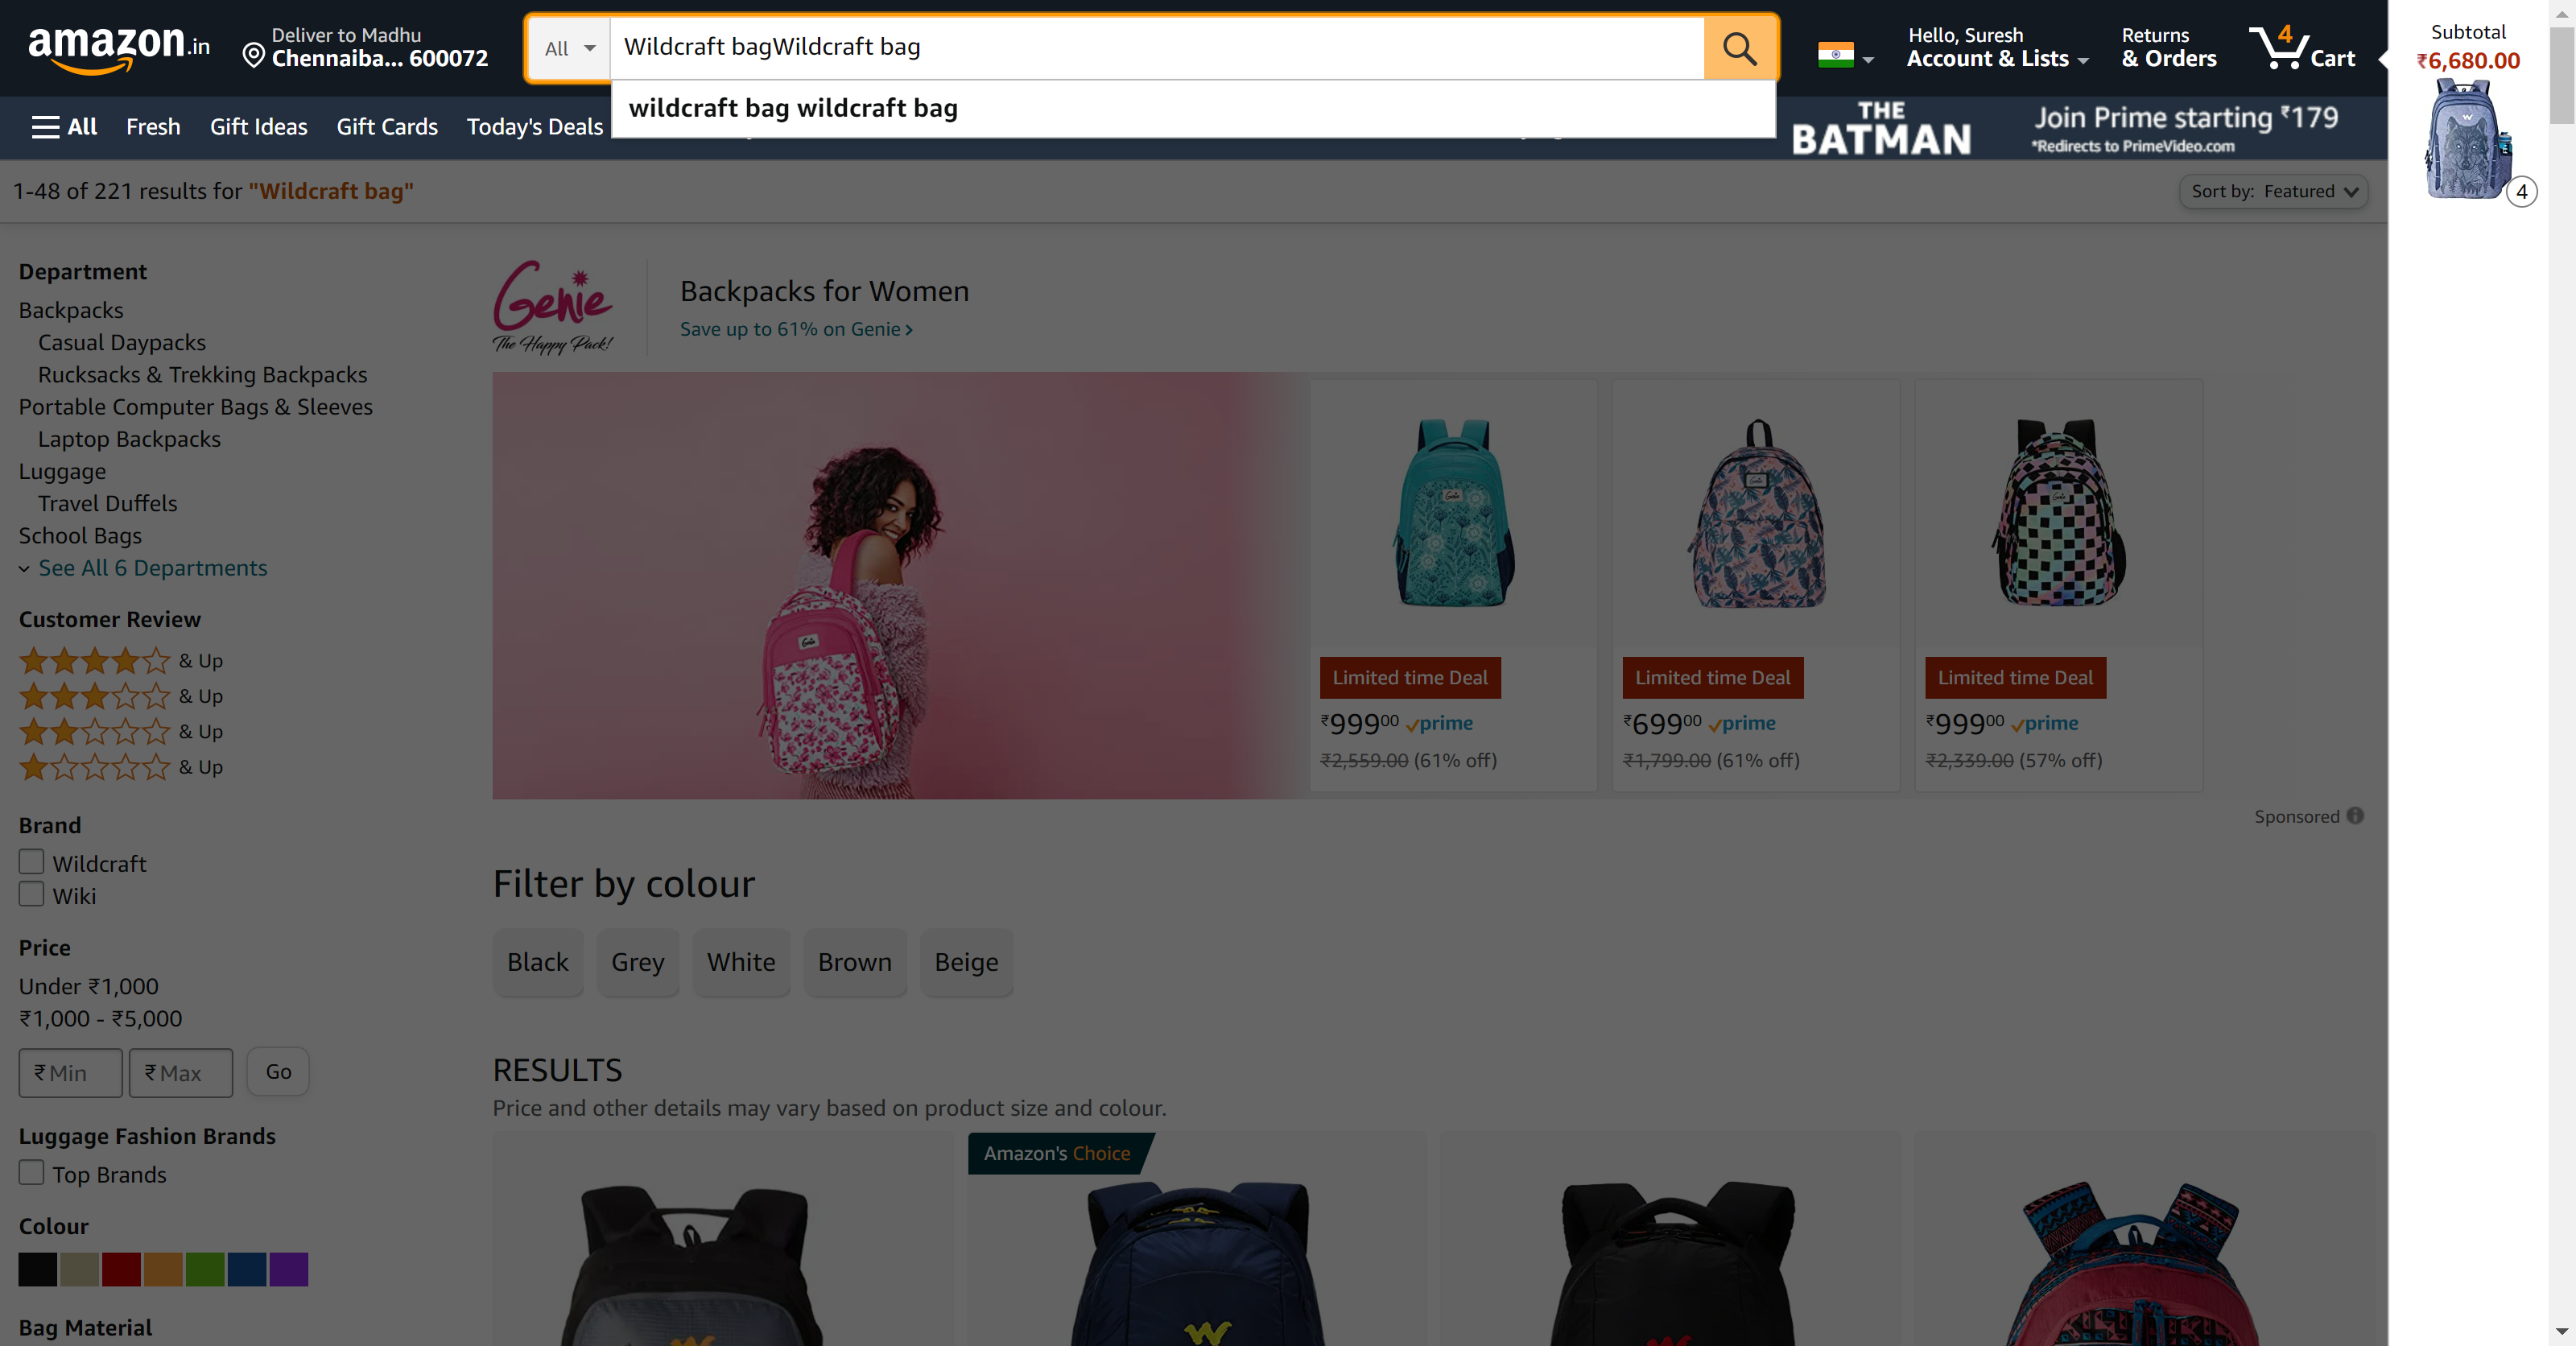 amazon.in
Deliver to Madhu
Chennaiba... 600072
All
Wildcraft bagWildcraft bag
wildcraft bag wildcraft bag
Hello, Suresh
Account & Lists
Returns
& Orders
4
Cart
Subtotal
₹6,680.00
4
All
Fresh
Gift Ideas
Gift Cards
Today's Deals
THE
BATMAN
Join Prime starting ₹179
*Redirects to PrimeVideo.com
1-48 of 221 results for "Wildcraft bag"
Sort by: Featured
Department
Backpacks
Casual Daypacks
Rucksacks & Trekking Backpacks
Portable Computer Bags & Sleeves
Laptop Backpacks
Luggage
Travel Duffels
School Bags
See All 6 Departments
Customer Review
& Up
& Up
& Up
& Up
Brand
Wildcraft
Wiki
Price
Under ₹1,000
₹1,000 - ₹5,000
₹ Min
₹ Max
Go
Luggage Fashion Brands
Top Brands
Colour
Bag Material
Genie
The Happy Pack!
Backpacks for Women
Save up to 61% on Genie
Genie
Limited time Deal
₹99900 prime
₹2,559.00 (61% off)
Limited time Deal
₹69900 prime
₹1,799.00 (61% off)
Limited time Deal
₹99900 prime
₹2,339.00 (57% off)
Sponsored
Filter by colour
Black
Grey
White
Brown
Beige
RESULTS
Price and other details may vary based on product size and colour.
Amazon's Choice